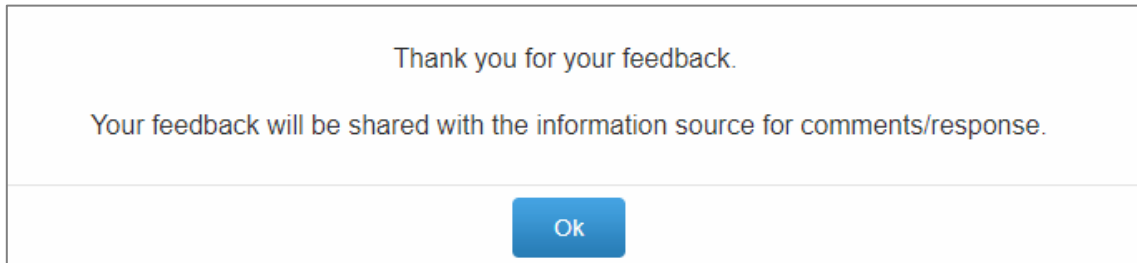 Thank you for your feedback.
Your feedback will be shared with the information source for comments/response.
Ok